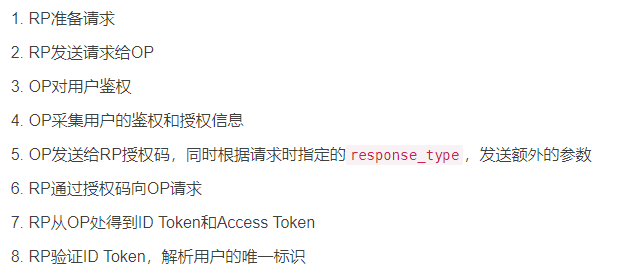 1. RP准备请求
2. RP发送请求给OP
3. OP对用户鉴权
4. OP采集用户的鉴权和授权信息
5. OP发送给RP授权码，同时根据请求时指定的 response_type ，发送额外的参数
6. RP通过授权码向OP请求
7. RP从OP处得到ID Token和Access Token
8. RP验证ID Token，解析用户的唯一标识